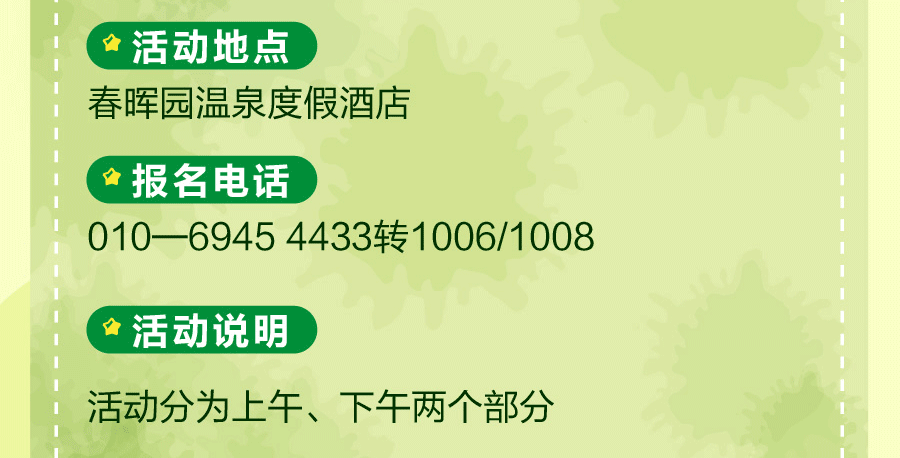 活动地点
春晖园温泉度假酒店
报名电话
010—6945 4433转1006/1008
活动说明
活动分为上午、下午两个部分